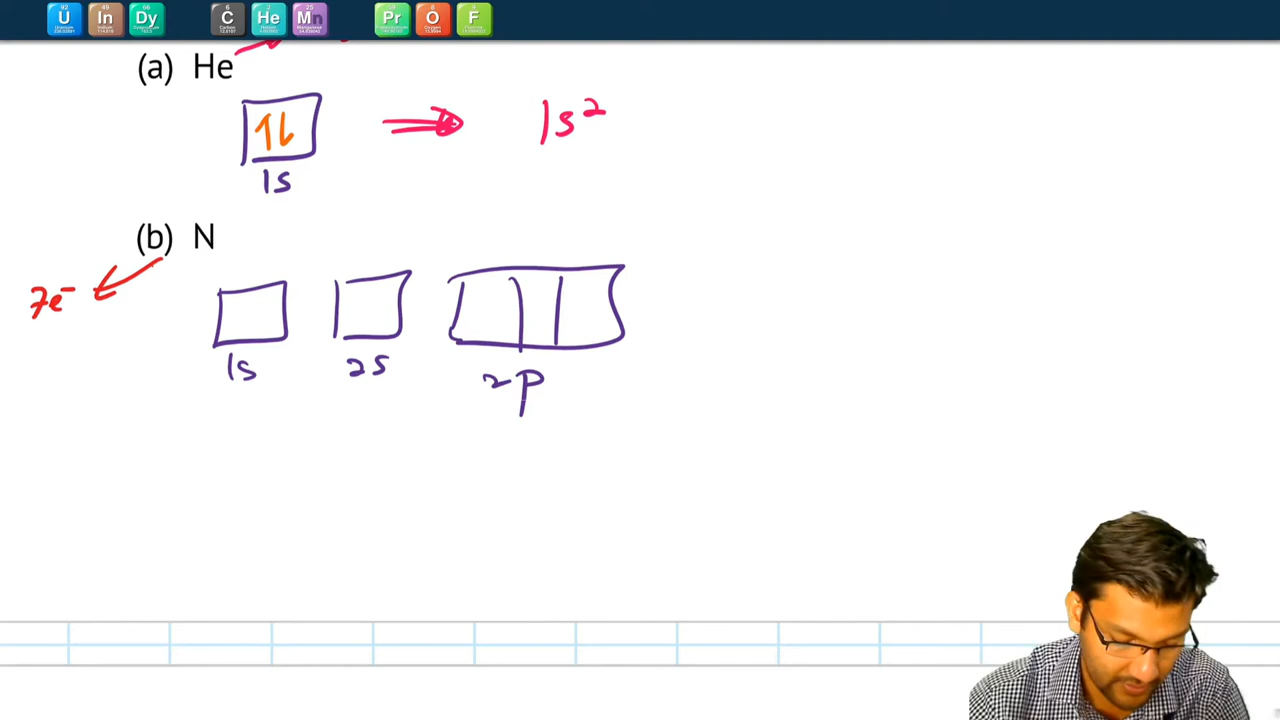 U In Dy C He Mn Pr O F
(a) He
1s
1s²
(b) N
7e⁻
1s 2s 2p